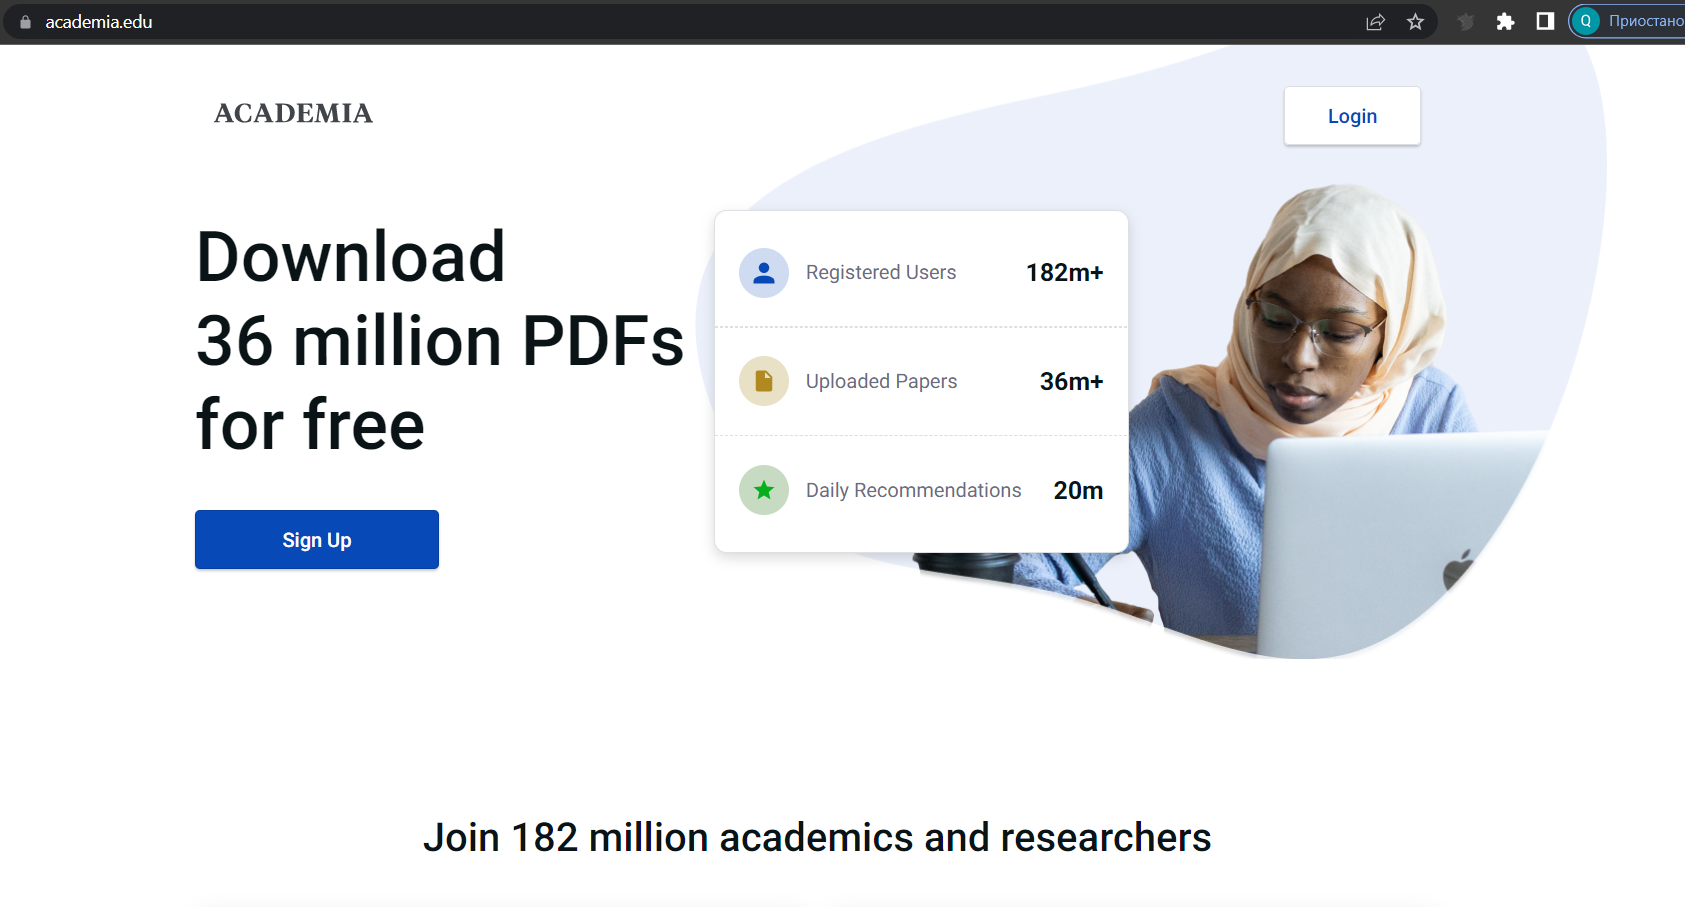 academia.edu
Q Приостано
ACADEMIA
Login
Download
36 million PDFs
for free
Sign Up
Registered Users 182m+
Uploaded Papers 36m+
Daily Recommendations 20m
Join 182 million academics and researchers